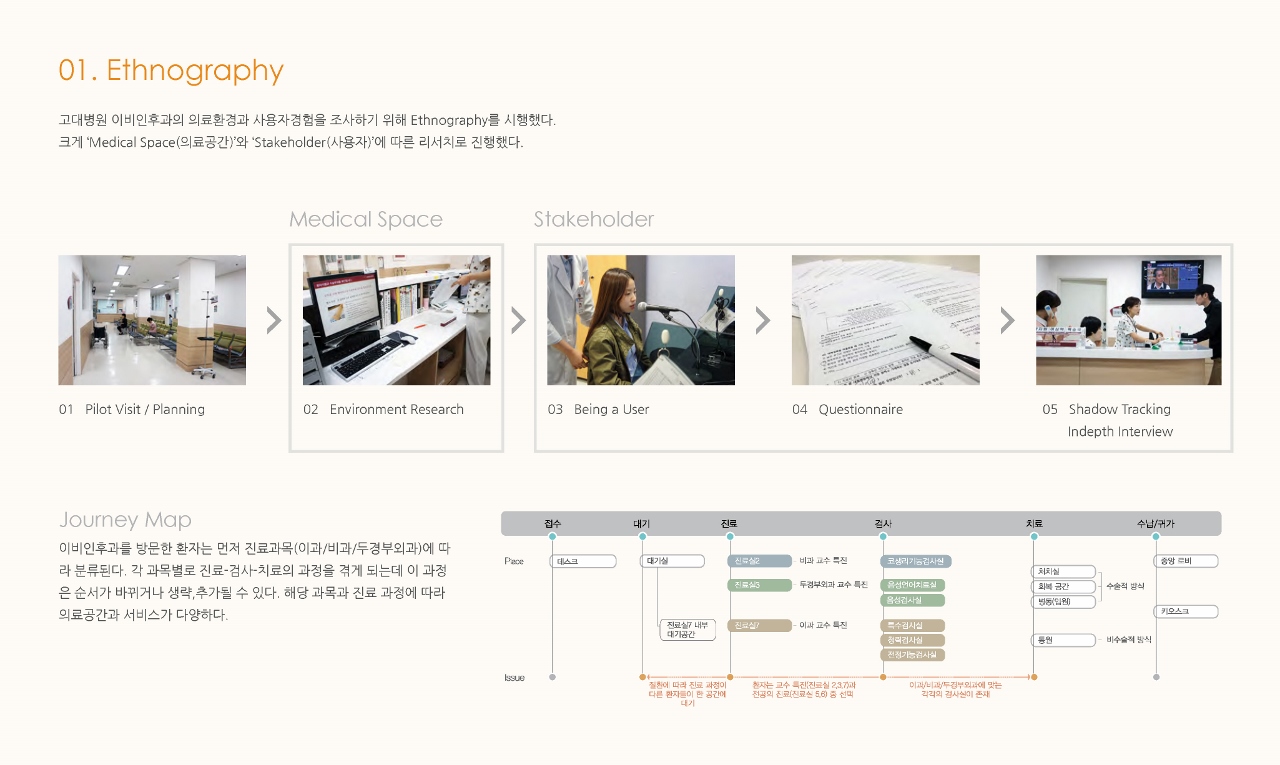 01. Ethnography
고대병원 이비인후과의 의료환경과 사용자경험을 조사하기 위해 Ethnography를 시행했다.
크게 ‘Medical Space(의료공간)’와 ‘Stakeholder(사용자)’에 따른 리서치로 진행했다.
Medical Space
Stakeholder
01 Pilot Visit / Planning
02 Environment Research
03 Being a User
04 Questionnaire
05 Shadow Tracking
Indepth Interview
Journey Map
이비인후과를 방문한 환자는 먼저 진료과목(이과/비과/두경부외과)에 따
라 분류된다. 각 과목별로 진료-검사-치료의 과정을 겪게 되는데 이 과정
은 순서가 바뀌거나 생략,추가될 수 있다. 해당 과목과 진료 과정에 따라
의료공간과 서비스가 다양하다.
접수 대기 진료 검사 치료 수납/귀가
Place
데스크
대기실
진료실7 내부
대기공간
진료실2 비과 교수 특진
진료실3 두경부외과 교수 특진
진료실7 이과 교수 특진
코생리기능검사실
음성언어치료실
음성검사실
특수검사실
청력검사실
전정기능검사실
처치실
회복 공간
병동(입원)
수술적 방식
통원 비수술적 방식
중앙 로비
키오스크
Issue
질환에 따라 진료 과정이
다른 환자들이 한 공간에
대기
환자는 교수 특진(진료실 2,3,7)과
전공의 진료(진료실 5,6) 중 선택
이과/비과/두경부외과에 맞는
각각의 검사실이 존재